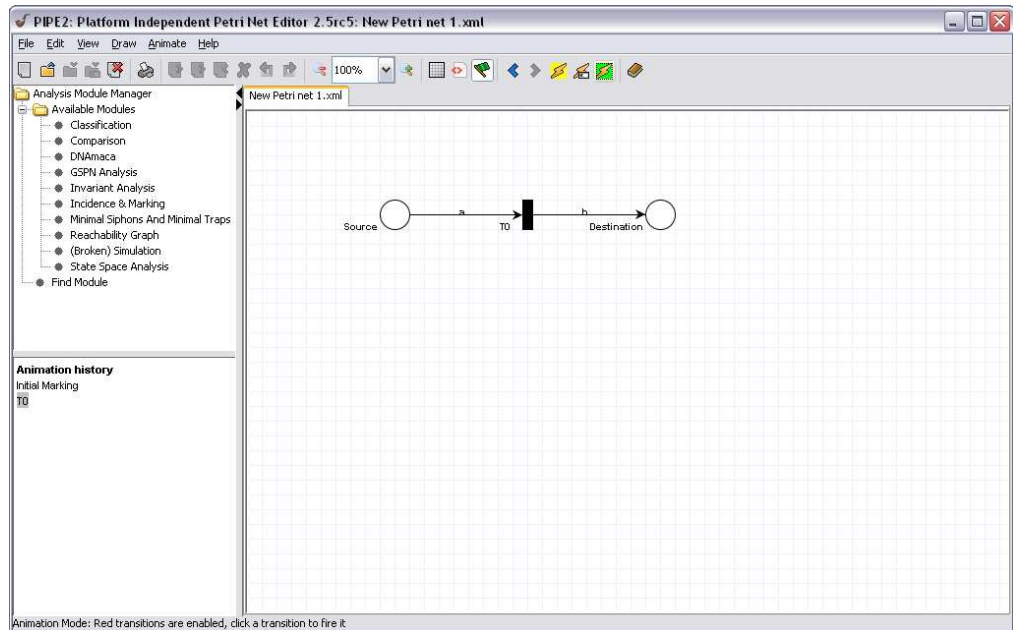 PIPE2: Platform Independent Petri Net Editor 2.5rc5: New Petri net 1.xml
File Edit View Draw Animate Help
100%
Analysis Module Manager
Available Modules
Classification
Comparison
DNAmaca
GSPN Analysis
Invariant Analysis
Incidence & Marking
Minimal Siphons And Minimal Traps
Reachability Graph
(Broken) Simulation
State Space Analysis
Find Module
New Petri net 1.xml
a
b
Source
T0
Destination
Animation history
Initial Marking
T0
Animation Mode: Red transitions are enabled, click a transition to fire it